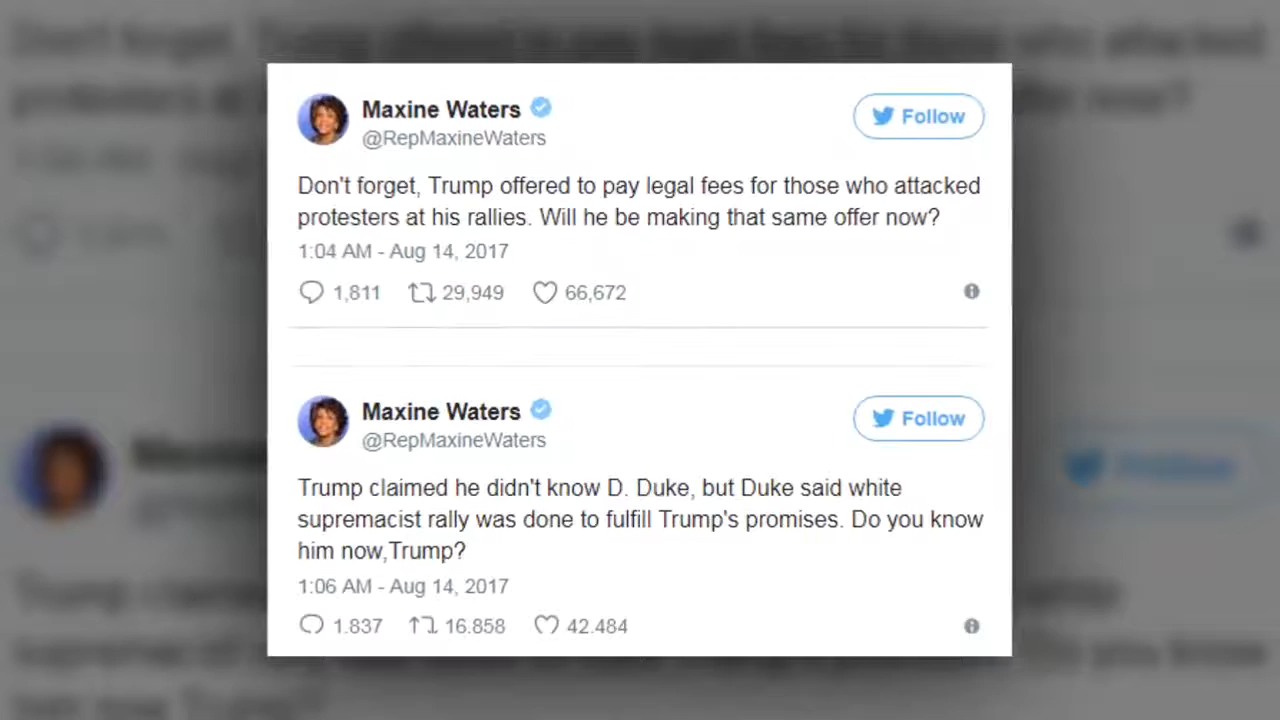 Maxine Waters
@RepMaxineWaters
Follow
Don't forget, Trump offered to pay legal fees for those who attacked
protesters at his rallies. Will he be making that same offer now?
1:04 AM - Aug 14, 2017
1,811 29,949 66,672
Maxine Waters
@RepMaxineWaters
Follow
Trump claimed he didn't know D. Duke, but Duke said white
supremacist rally was done to fulfill Trump's promises. Do you know
him now,Trump?
1:06 AM - Aug 14, 2017
1.837 16.858 42.484